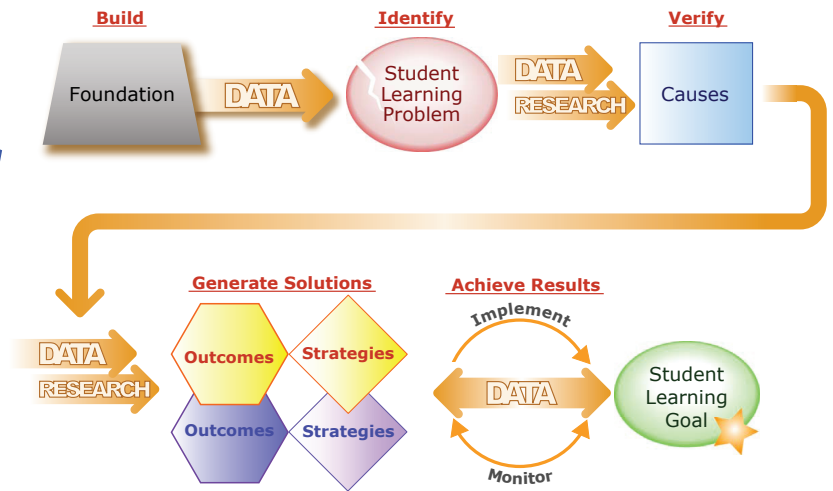 Build
Identify
Verify
Foundation
DATA
Student
Learning
Problem
DATA
RESEARCH
Causes
Generate Solutions
Achieve Results
DATA
RESEARCH
Outcomes
Strategies
Outcomes
Strategies
Implement
DATA
Monitor
Student
Learning
Goal